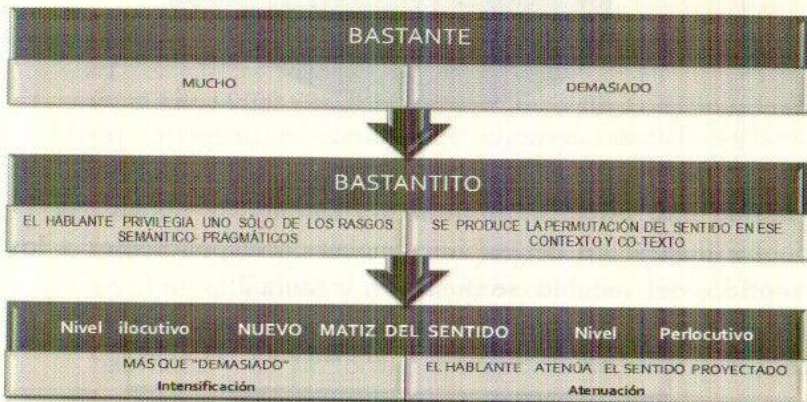 BASTANTE
MUCHO
DEMASIADO
BASTANTITO
EL HABLANTE PRIVILEGIA UNO SÓLO DE LOS RASGOS
SEMÁNTICO- PRAGMÁTICOS
SE PRODUCE LA PERMUTACIÓN DEL SENTIDO EN ESE
CONTEXTO Y CO-TEXTO
Nivel ilocutivo NUEVO MATIZ DEL SENTIDO Nivel Perlocutivo
MÁS QUE "DEMASIADO"
Intensificación
EL HABLANTE ATENÚA EL SENTIDO PROYECTADO
Atenuación